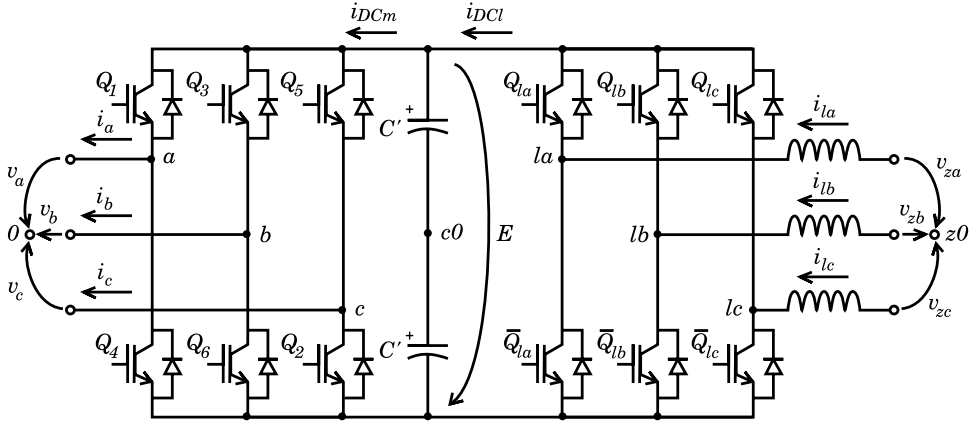 i_DCm i_DCl
Q_1 Q_3 Q_5 Q_la Q_lb Q_lc
i_a + C′ i_la
a la
v_a v_za
i_b i_lb
v_b v_zb
0 b c0 E lb z0
i_c i_lc
v_c v_zc
c lc
Q_4 Q_6 Q_2 + C′ Q̅_la Q̅_lb Q̅_lc